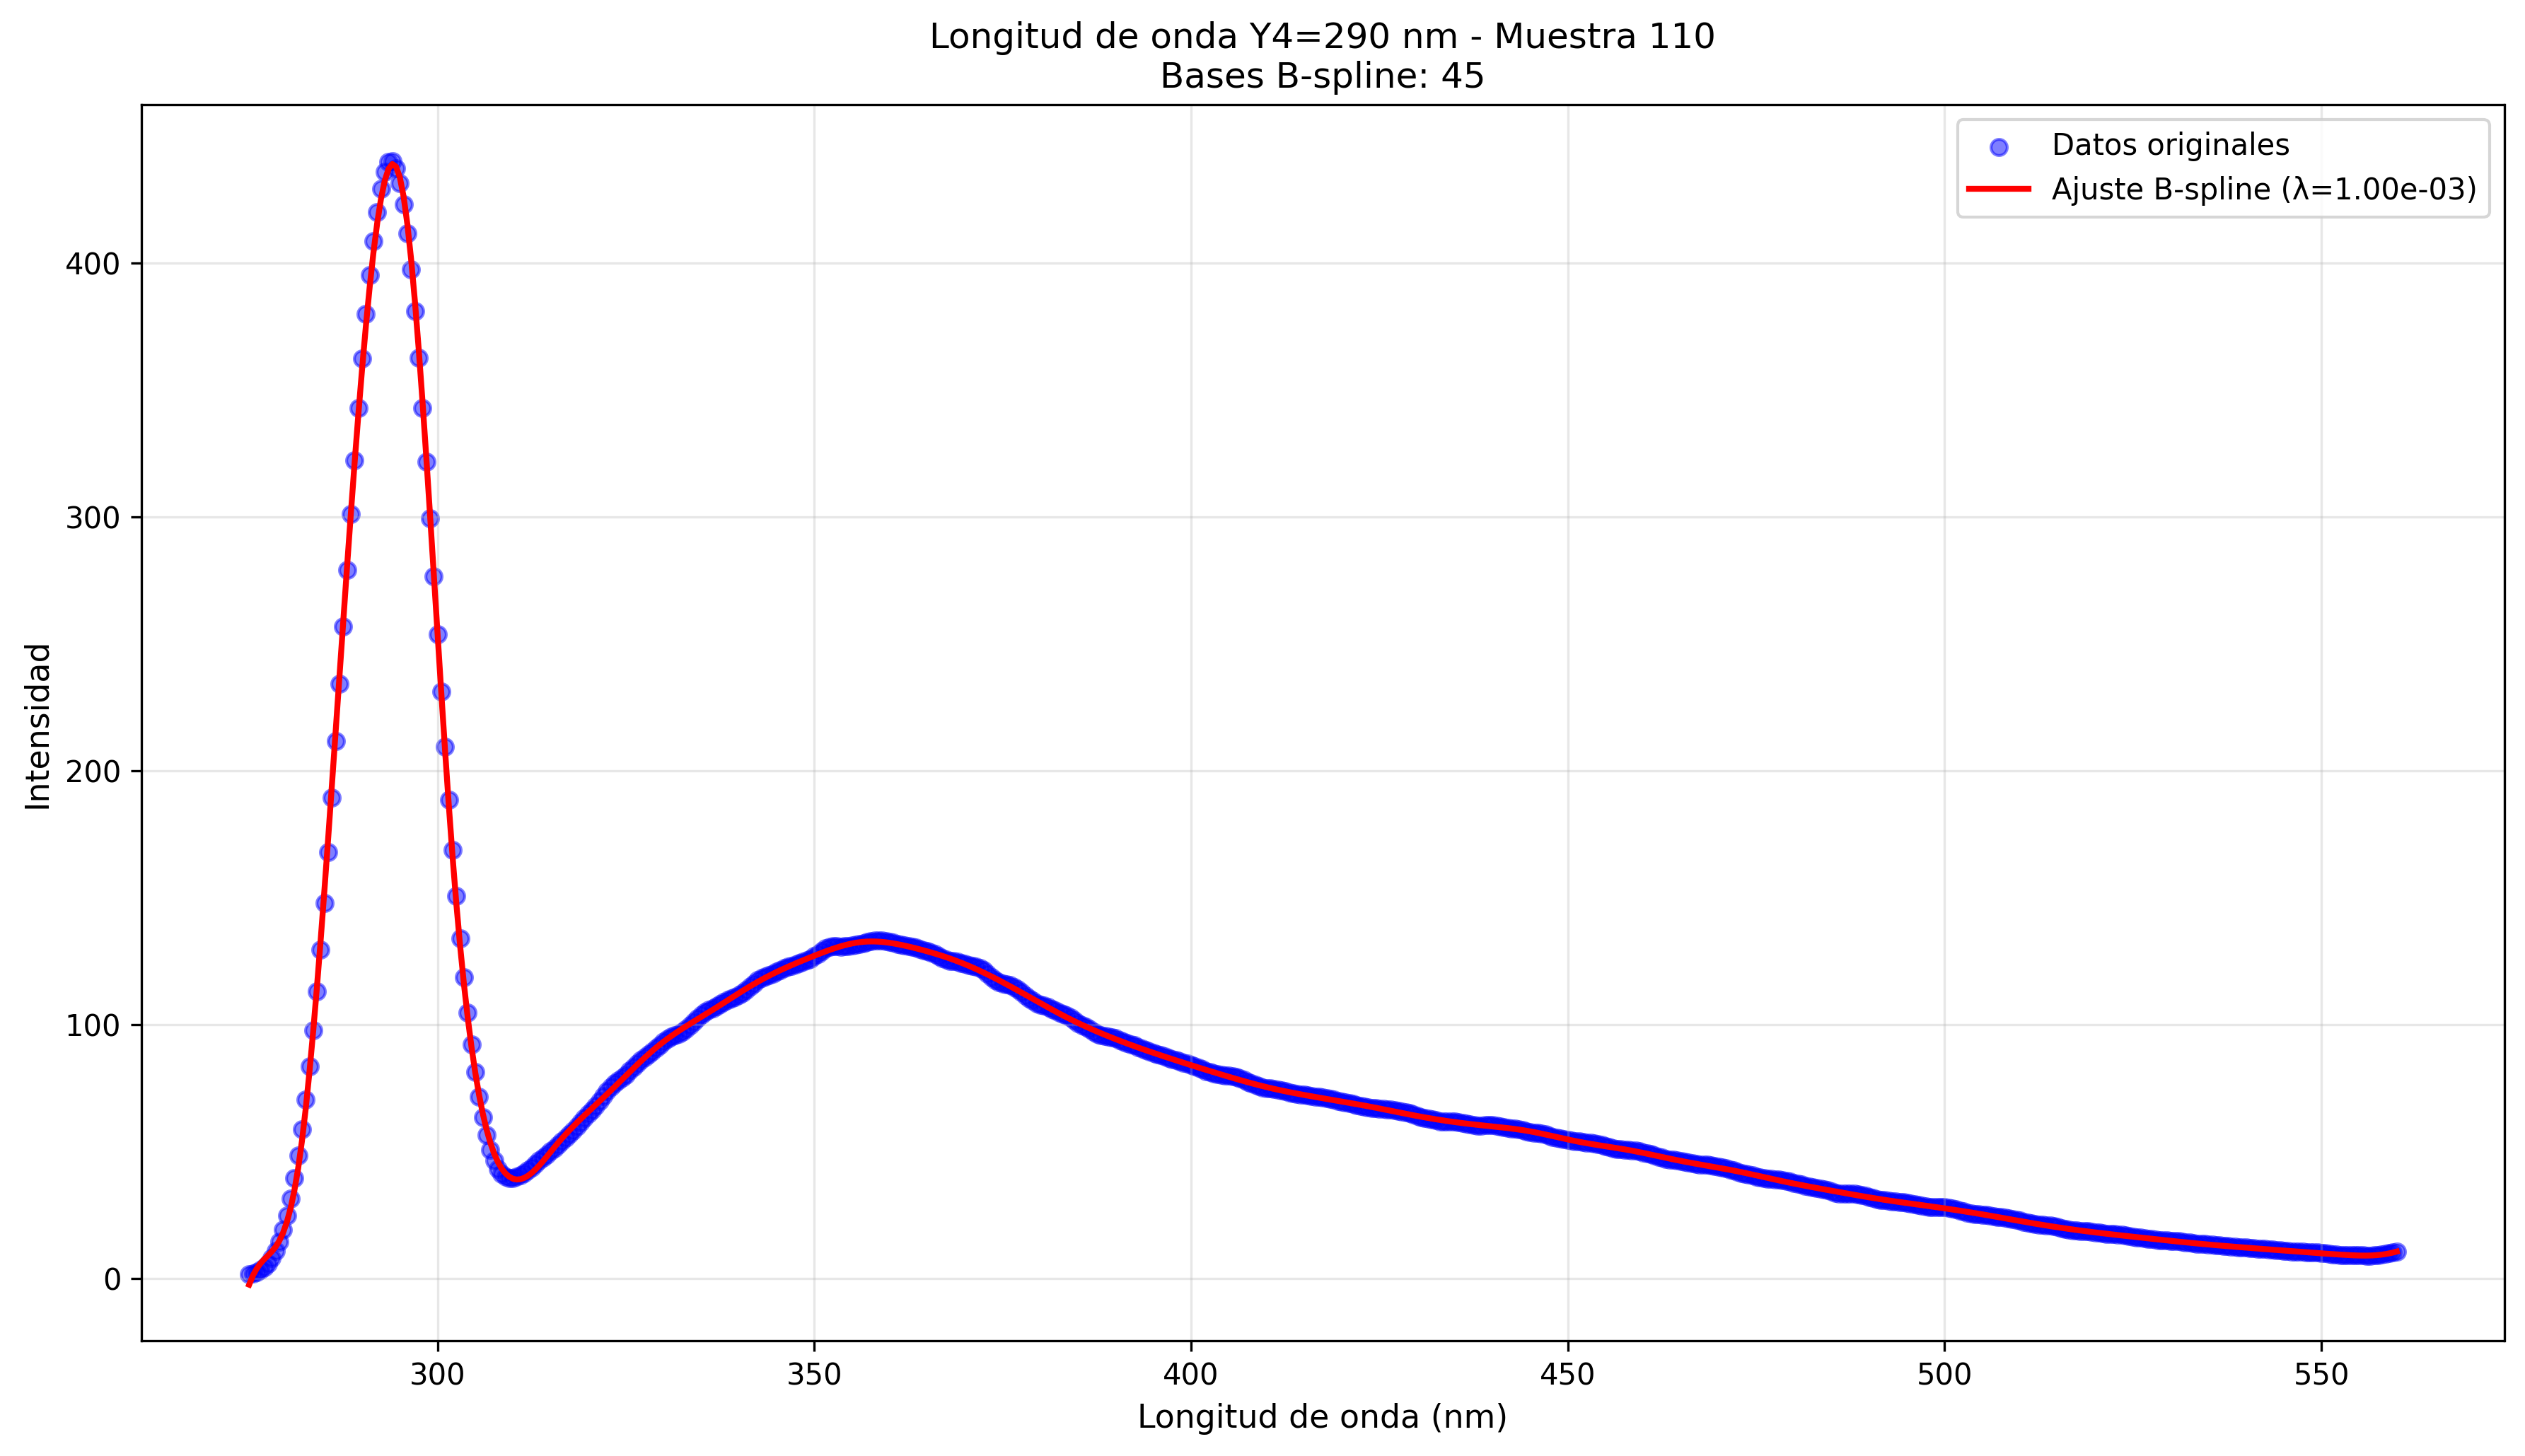 Longitud de onda Y4=290 nm - Muestra 110
Bases B-spline: 45
Datos originales
Ajuste B-spline (λ=1.00e-03)
Intensidad
400
300
200
100
0
300 350 400 450 500 550
Longitud de onda (nm)